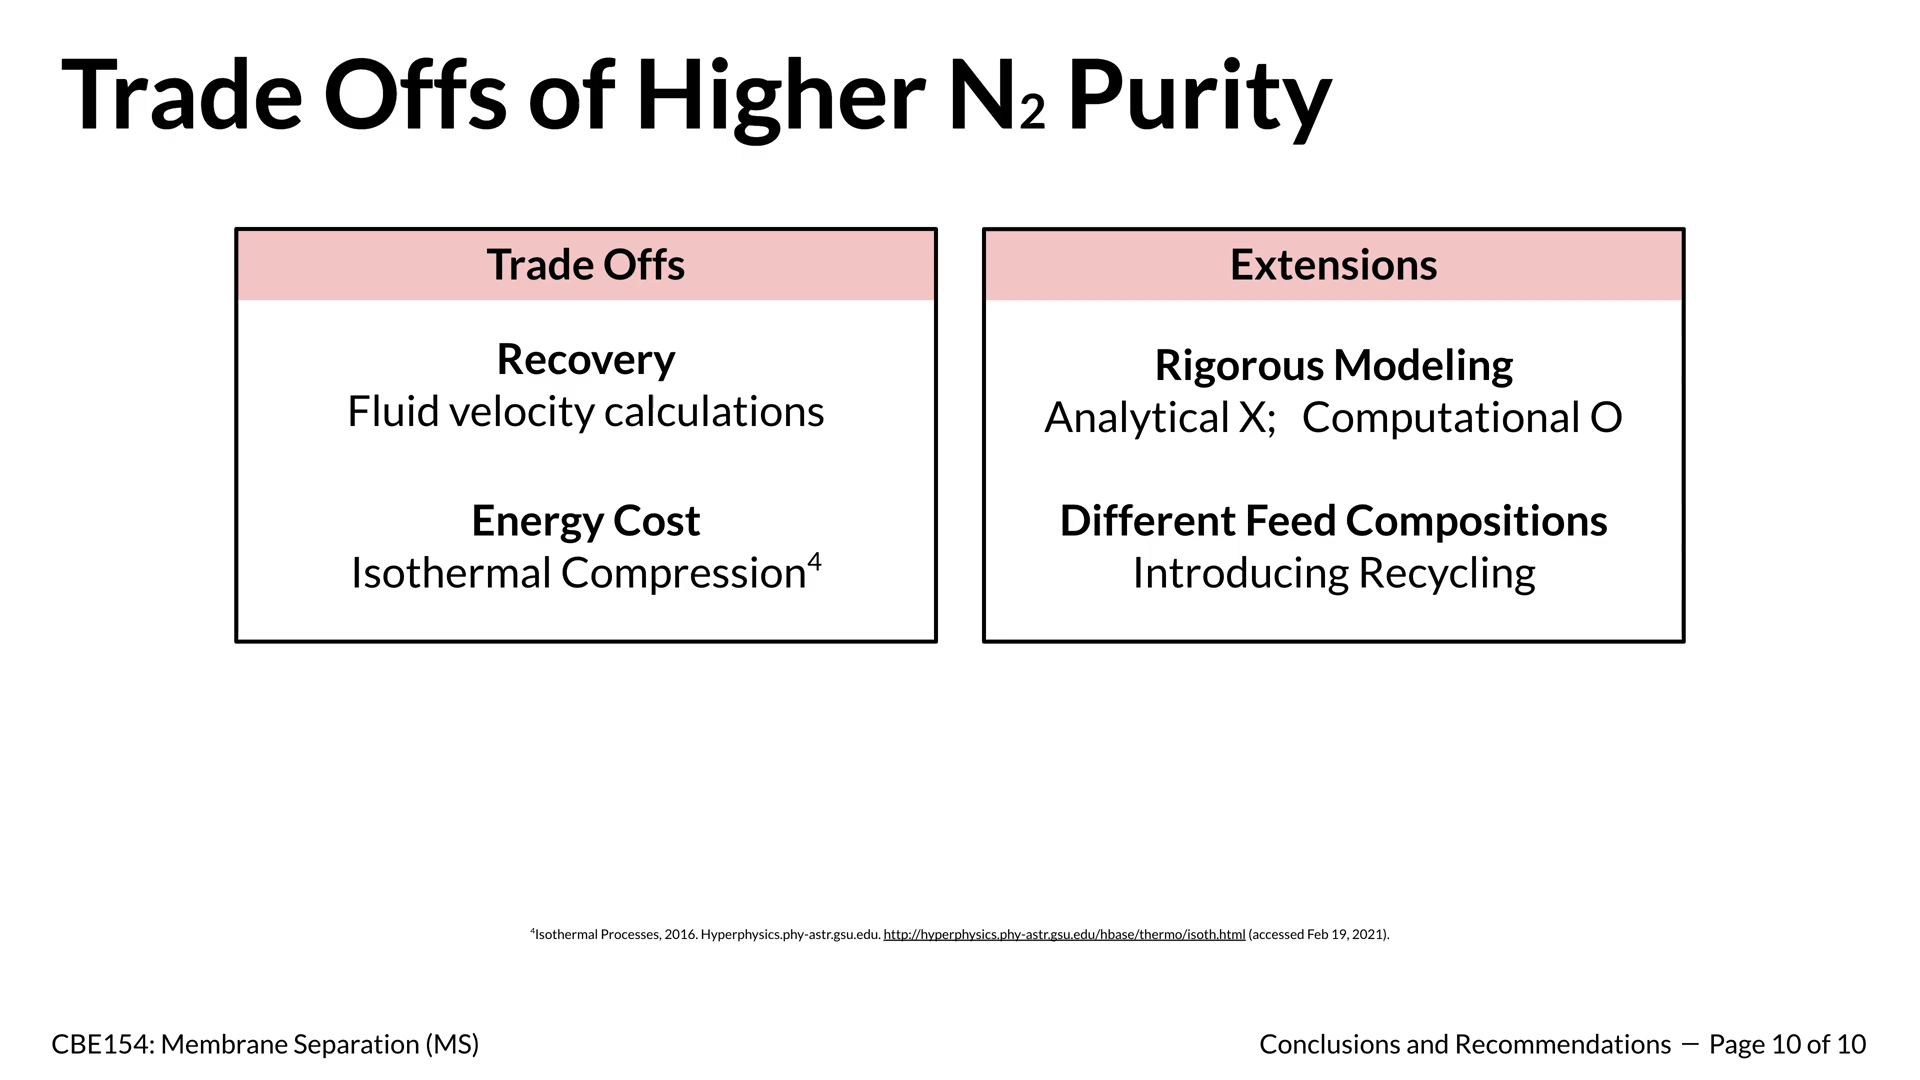 Trade Offs of Higher N₂ Purity
Trade Offs
Recovery
Fluid velocity calculations
Energy Cost
Isothermal Compression⁴
Extensions
Rigorous Modeling
Analytical X; Computational O
Different Feed Compositions
Introducing Recycling
⁴Isothermal Processes, 2016. Hyperphysics.phy-astr.gsu.edu. http://hyperphysics.phy-astr.gsu.edu/hbase/thermo/isoth.html (accessed Feb 19, 2021).
CBE154: Membrane Separation (MS)
Conclusions and Recommendations — Page 10 of 10